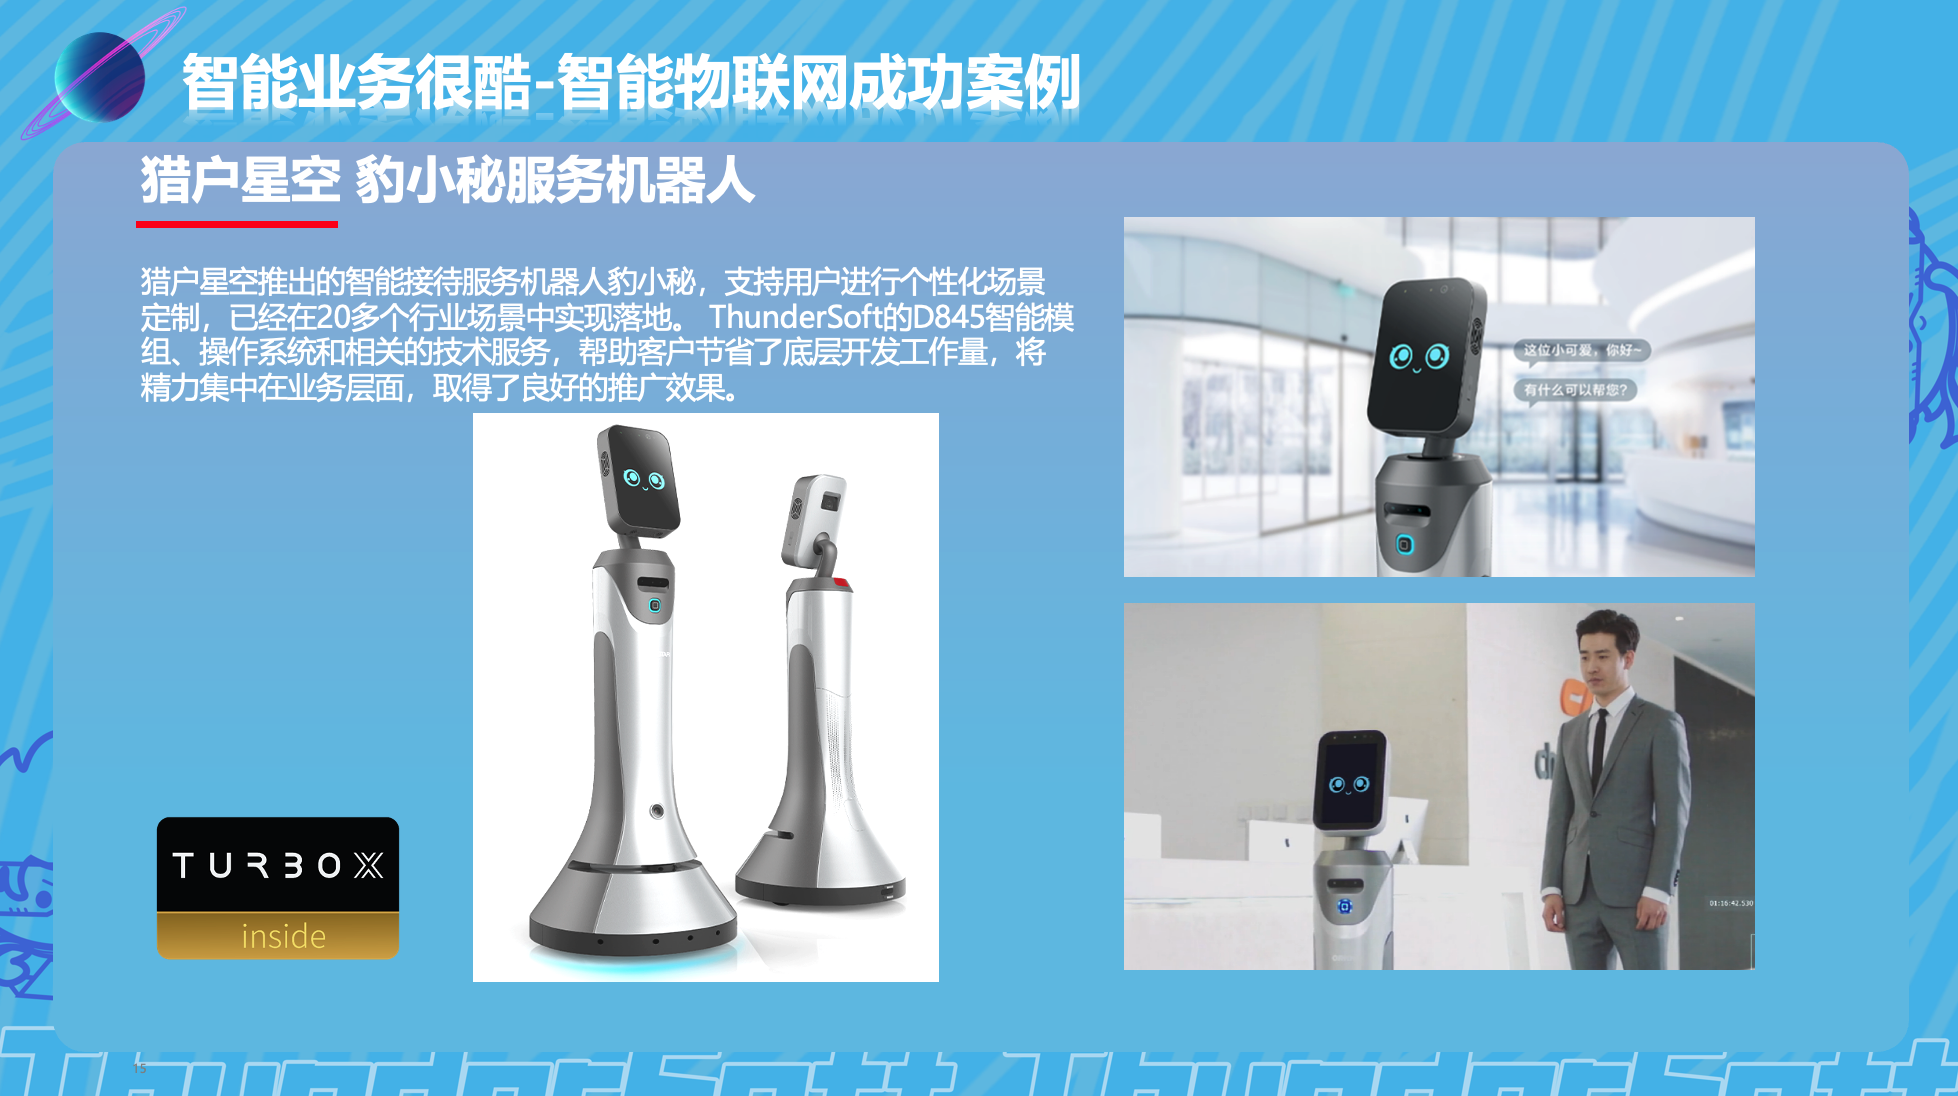 智能业务很酷-智能物联网成功案例
猎户星空 豹小秘服务机器人
猎户星空推出的智能接待服务机器人豹小秘，支持用户进行个性化场景
定制，已经在20多个行业场景中实现落地。 ThunderSoft的D845智能模
组、操作系统和相关的技术服务，帮助客户节省了底层开发工作量，将
精力集中在业务层面，取得了良好的推广效果。
这位小可爱，你好~
有什么可以帮您?
TURBOX
inside
01:16:42.530
15
ThunderSoft ThunderSoft